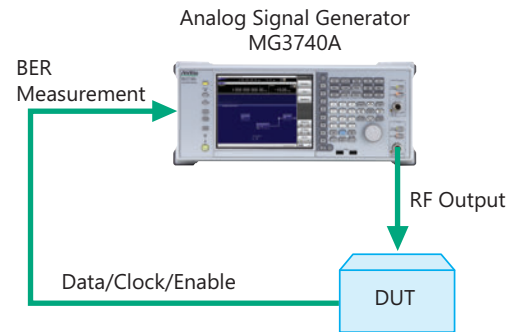 Analog Signal Generator
MG3740A
BER
Measurement
RF Output
Data/Clock/Enable
DUT